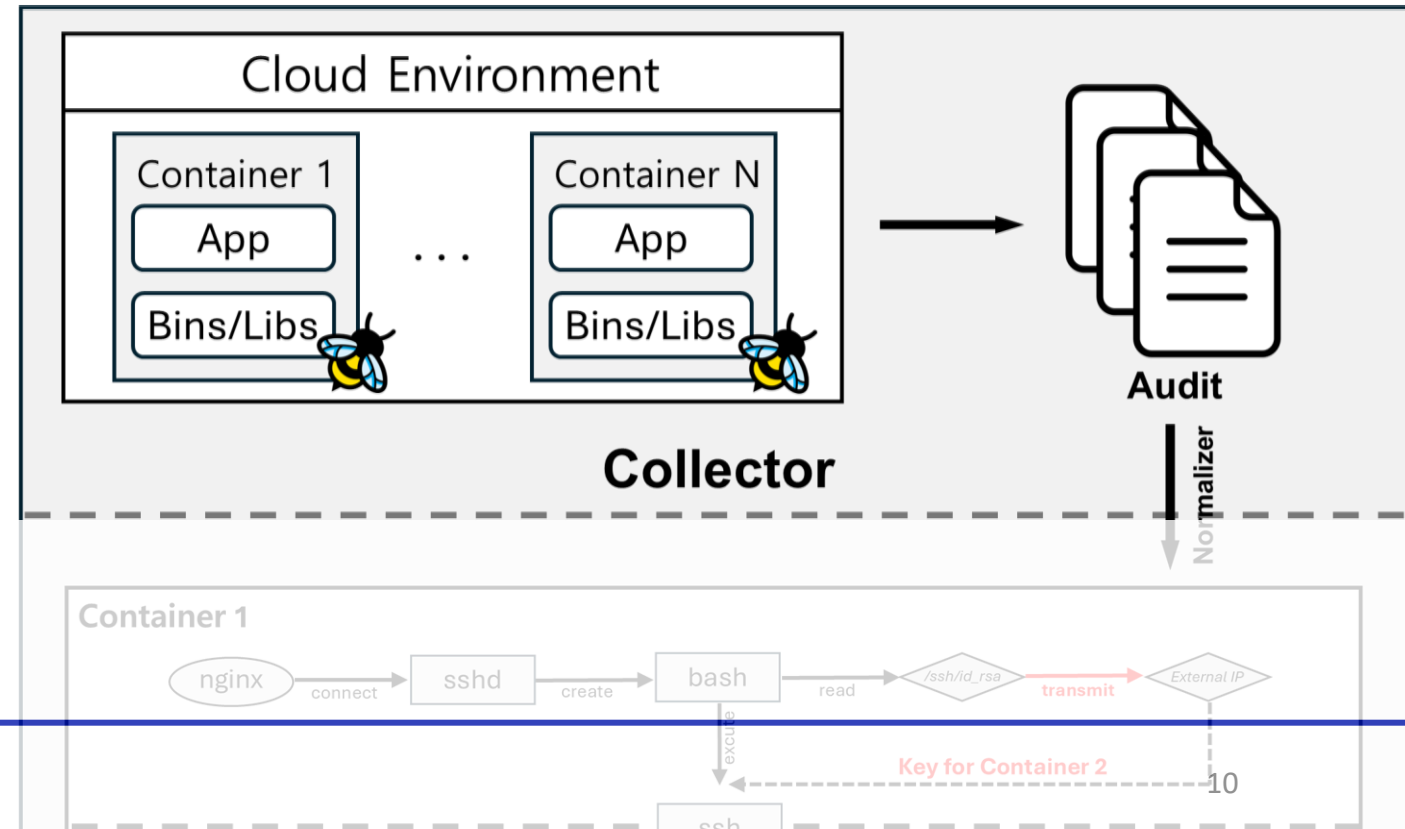 Cloud Environment
Container 1
App
Bins/Libs
. . .
Container N
App
Bins/Libs
Audit
Collector
Normalizer
Container 1
nginx
connect
sshd
create
bash
read
/ssh/id_rsa
transmit
External IP
excute
Key for Container 2
10
ssh